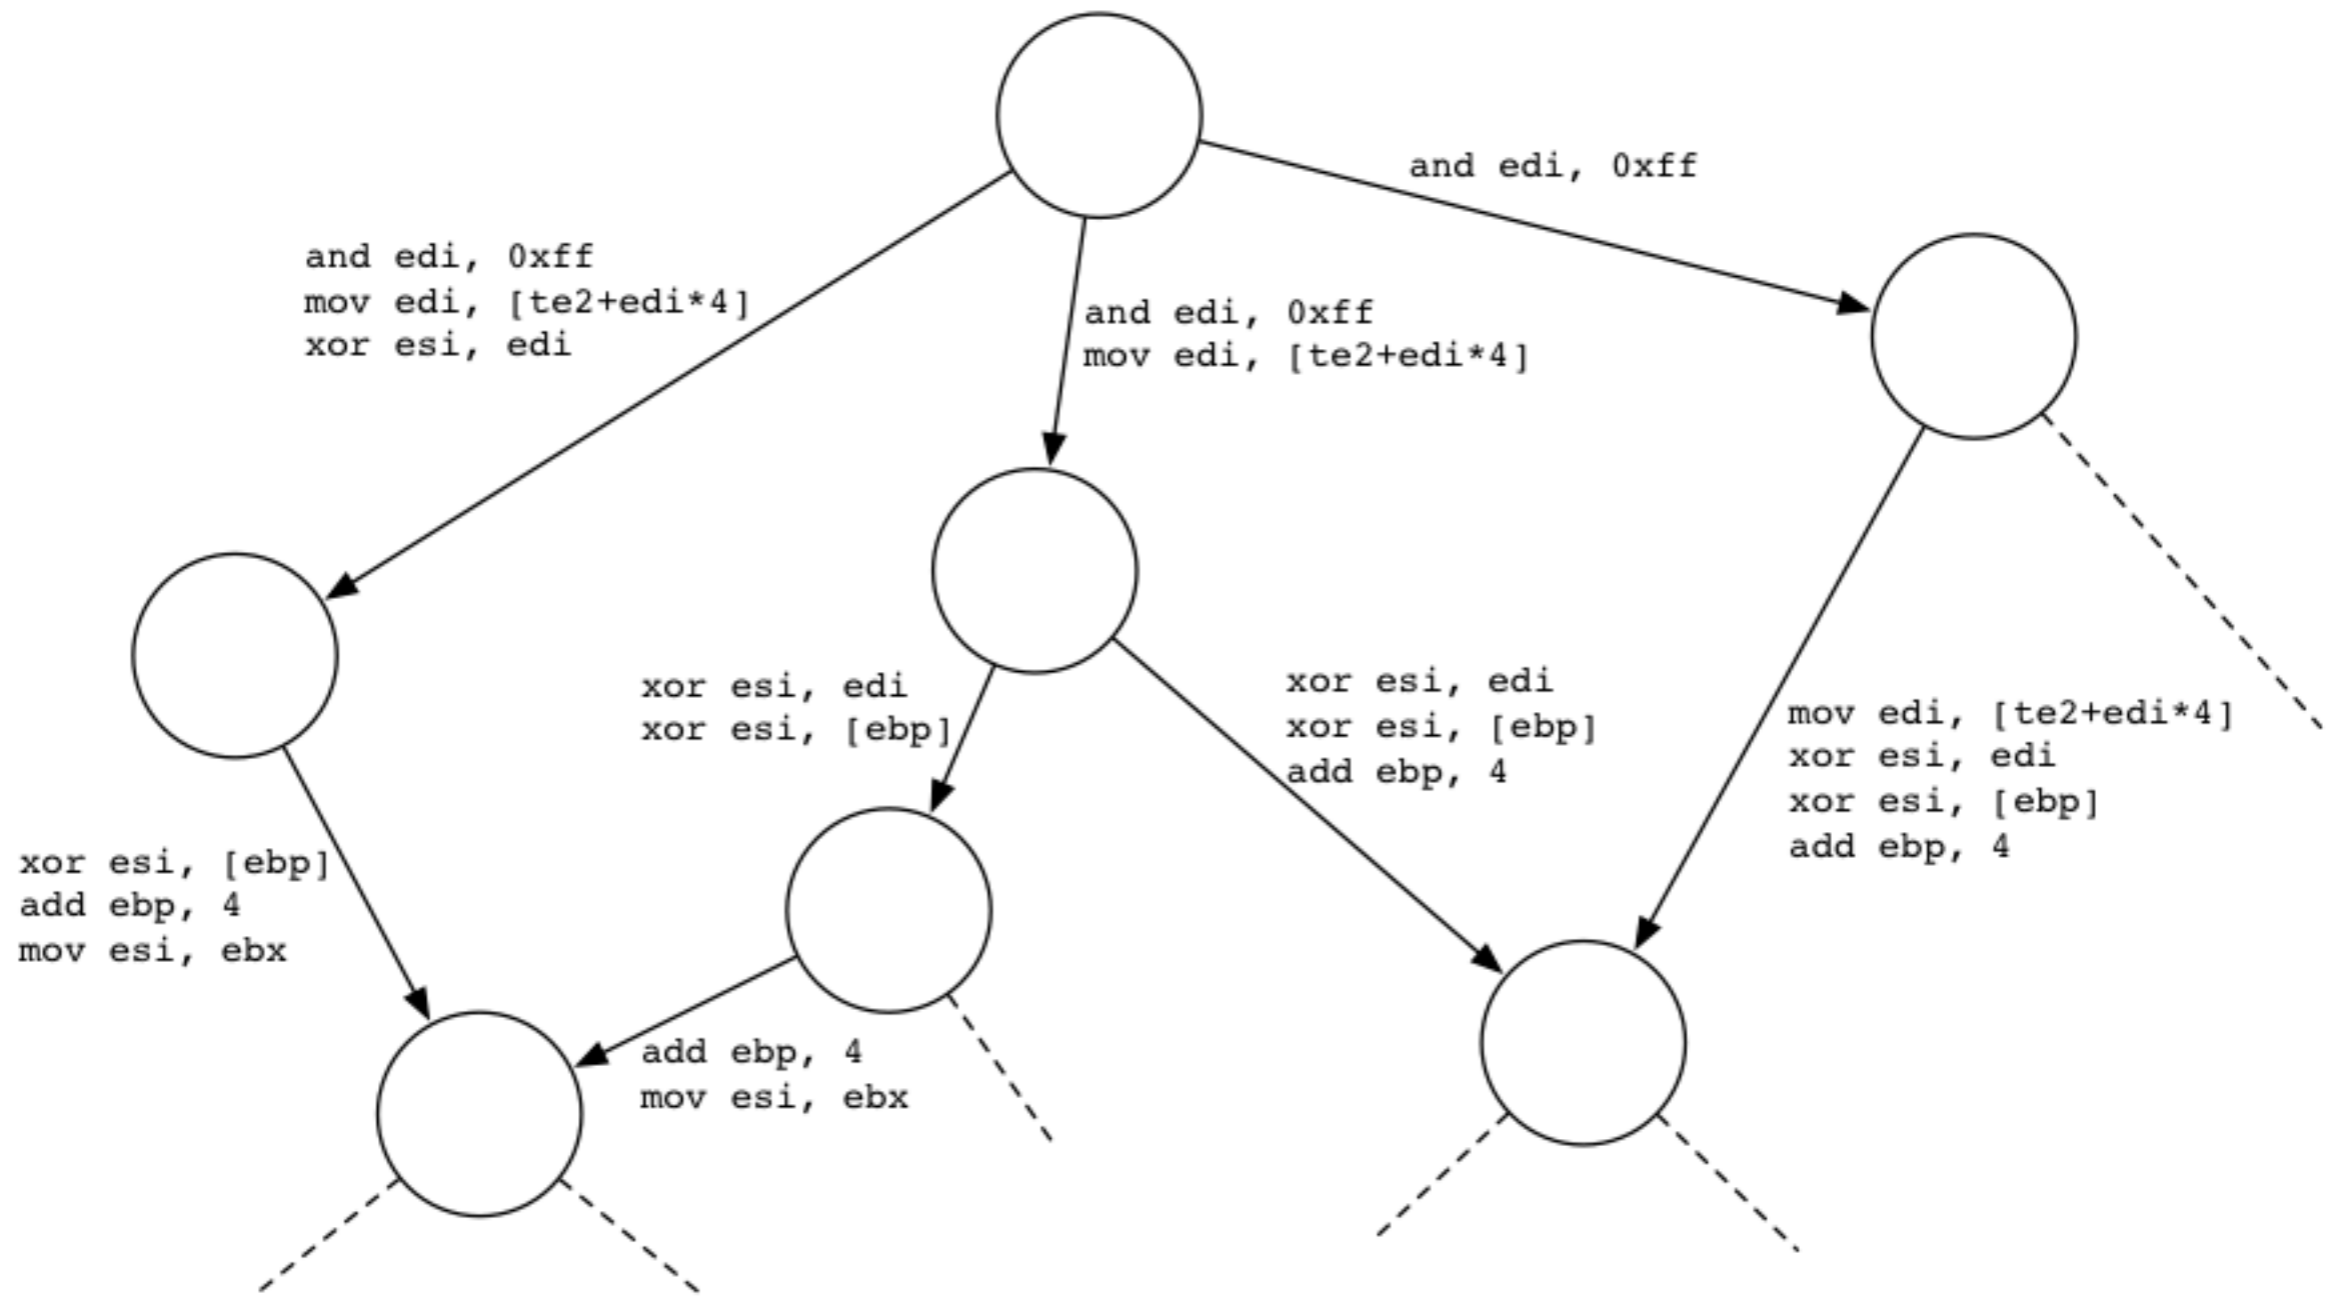 and edi, 0xff
and edi, 0xff
mov edi, [te2+edi*4]
xor esi, edi
and edi, 0xff
mov edi, [te2+edi*4]
xor esi, edi
xor esi, [ebp]
xor esi, edi
xor esi, [ebp]
add ebp, 4
mov edi, [te2+edi*4]
xor esi, edi
xor esi, [ebp]
add ebp, 4
xor esi, [ebp]
add ebp, 4
mov esi, ebx
add ebp, 4
mov esi, ebx